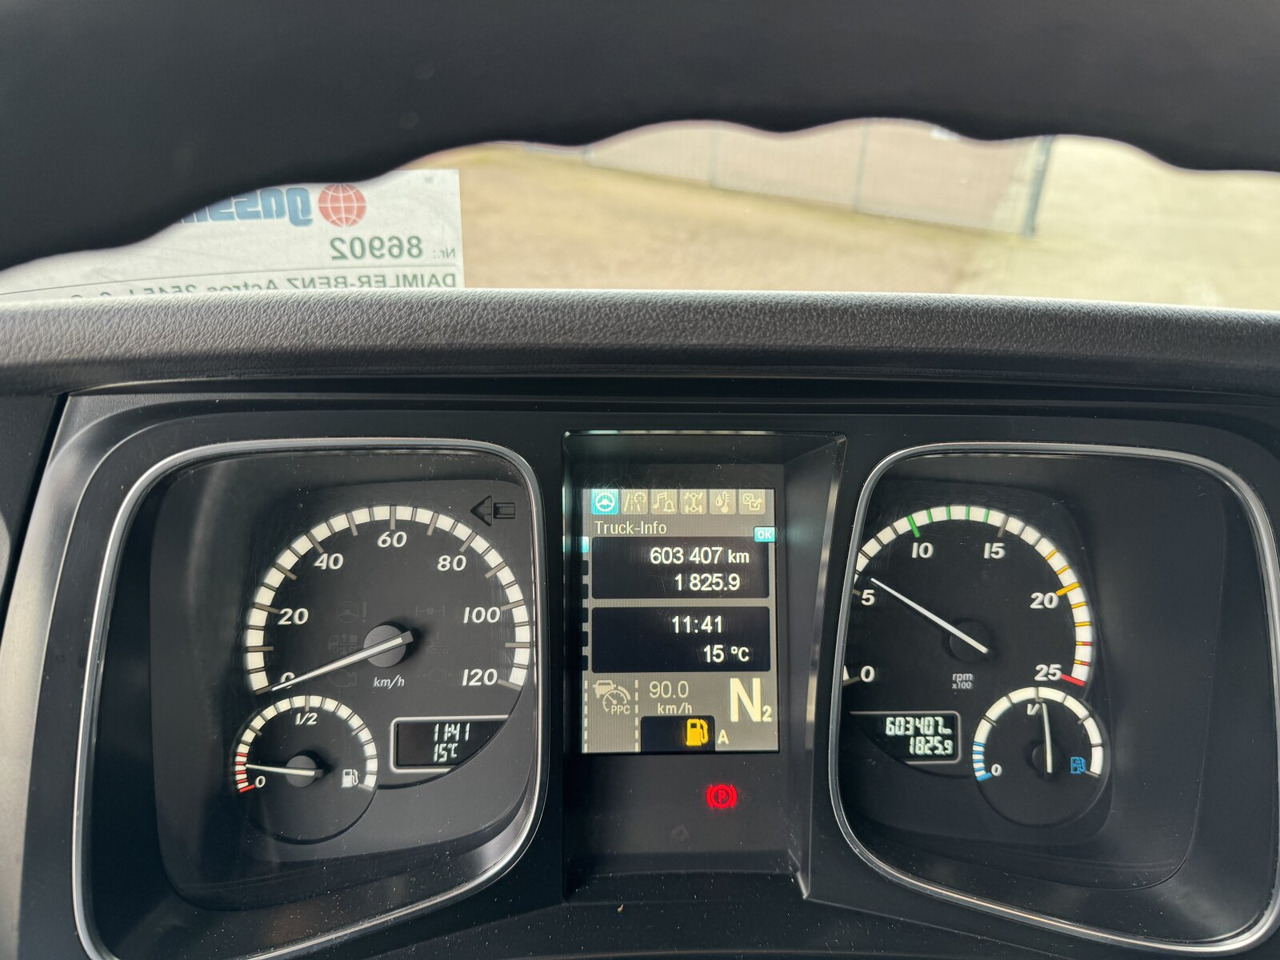 Nr.: 86902
DAIMLER-BENZ Actros 2545 L
Truck-Info
OK
603 407 km
1 825.9
11:41
15 °C
PPC
90.0
km/h
N2
A
P
0
20
40
60
80
100
120
km/h
0
1/2
11:41
15°C
0
5
10
15
20
25
rpm
x100
603407
1825.9
0